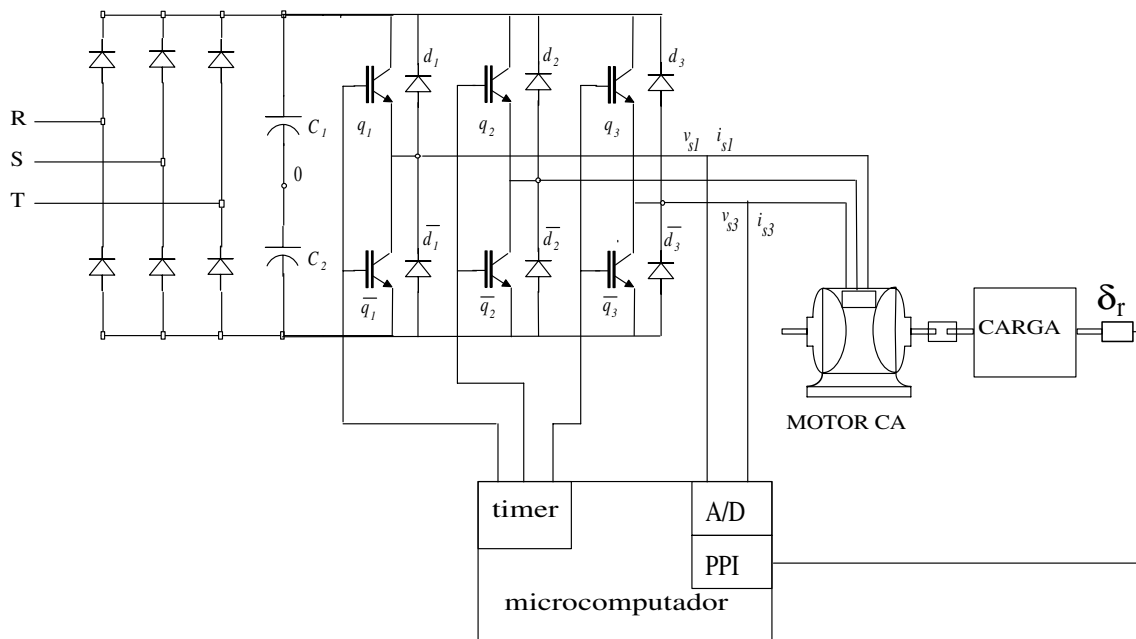 d1 d2 d3
R
S
T
C1
0
C2
q1 q2 q3
vs1 is1
vs3 is3
d̅1 d̅2 d̅3
q̅1 q̅2 q̅3
δr
CARGA
MOTOR CA
timer
A/D
PPI
microcomputador